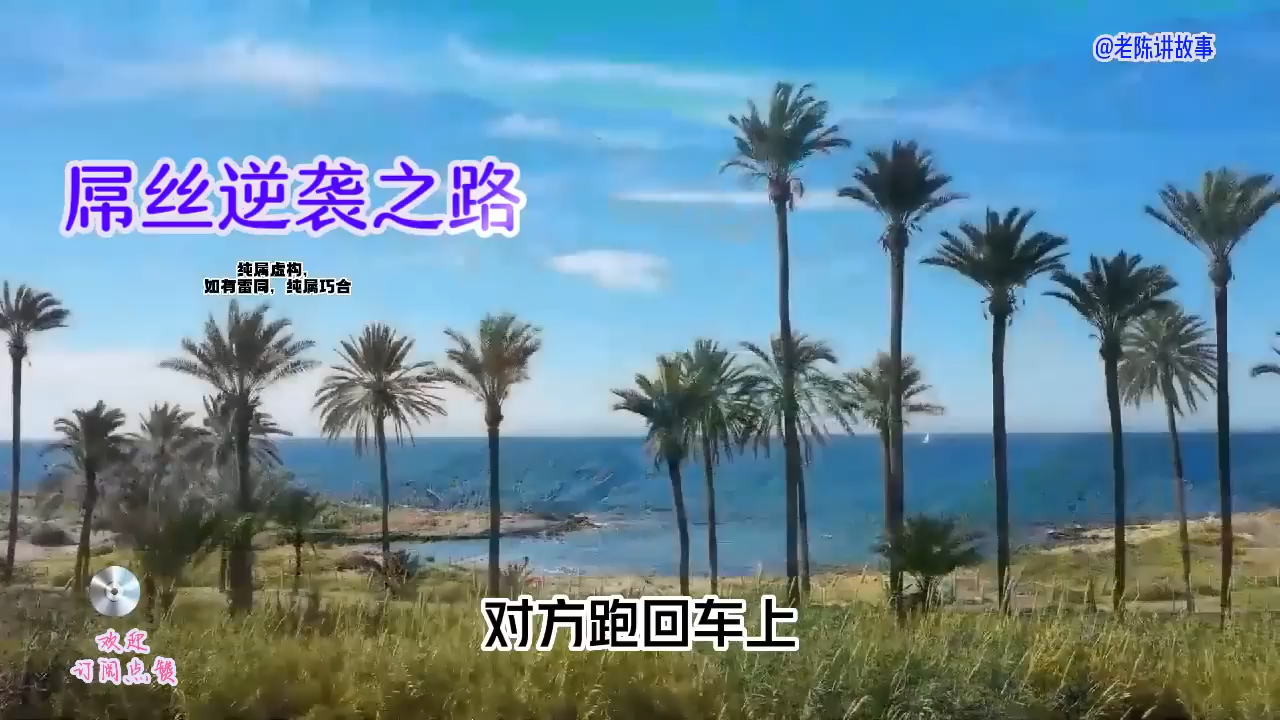 @老陈讲故事
屌丝逆袭之路
纯属虚构，
如有雷同，纯属巧合
对方跑回车上
欢迎
订阅点赞